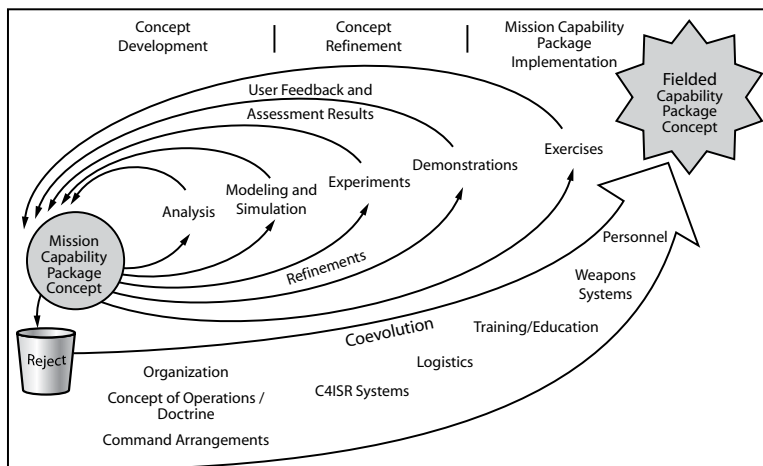 Concept
Development
Concept
Refinement
Mission Capability
Package
Implementation
Fielded
Capability
Package
Concept
User Feedback and
Assessment Results
Exercises
Demonstrations
Experiments
Modeling and
Simulation
Analysis
Mission
Capability
Package
Concept
Refinements
Personnel
Weapons
Systems
Coevolution
Training/Education
Reject
Logistics
Organization
C4ISR Systems
Concept of Operations /
Doctrine
Command Arrangements